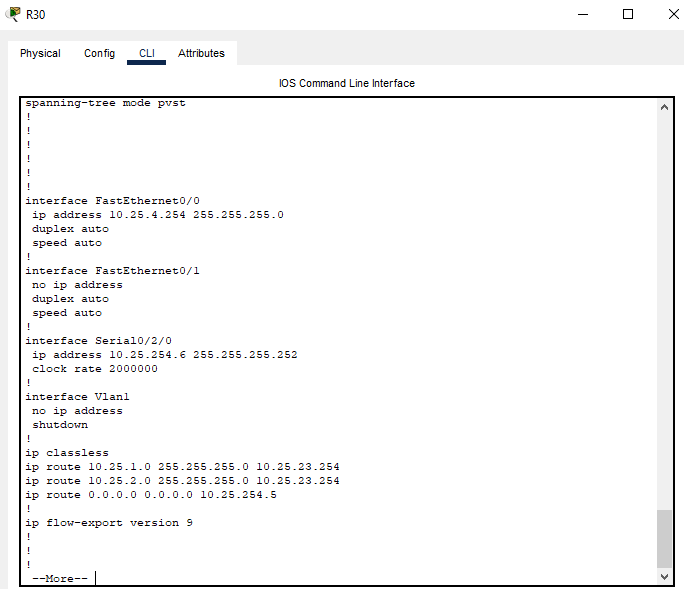 R30
Physical Config CLI Attributes
IOS Command Line Interface
spanning-tree mode pvst
!
!
!
!
!
!
interface FastEthernet0/0
ip address 10.25.4.254 255.255.255.0
duplex auto
speed auto
!
interface FastEthernet0/1
no ip address
duplex auto
speed auto
!
interface Serial0/2/0
ip address 10.25.254.6 255.255.255.252
clock rate 2000000
!
interface Vlan1
no ip address
shutdown
!
ip classless
ip route 10.25.1.0 255.255.255.0 10.25.23.254
ip route 10.25.2.0 255.255.255.0 10.25.23.254
ip route 0.0.0.0 0.0.0.0 10.25.254.5
!
ip flow-export version 9
!
!
!
--More--